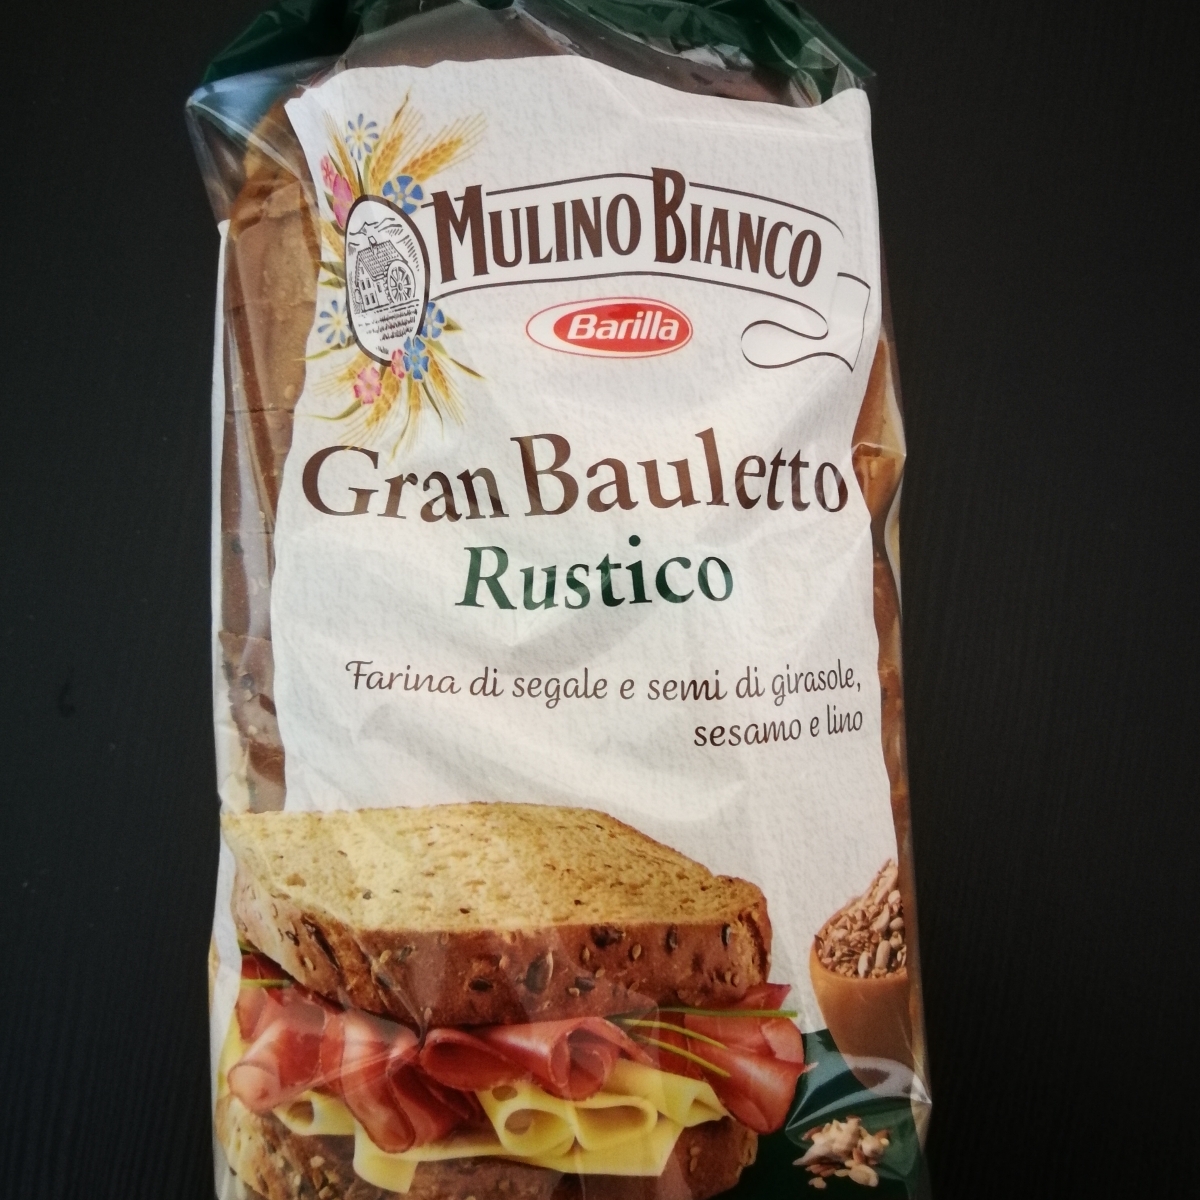 Mulino Bianco
Barilla
Gran Bauletto
Rustico
Farina di segale e semi di girasole,
sesamo e lino